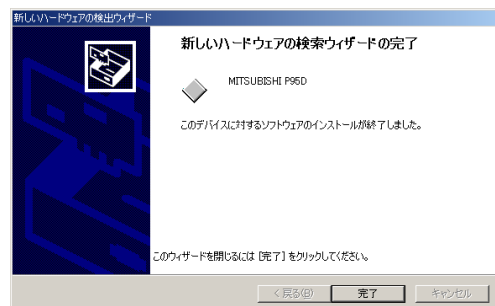 新しいハードウェアの検出ウィザード
新しいハードウェアの検索ウィザードの完了
MITSUBISHI P95D
このデバイスに対するソフトウェアのインストールが終了しました。
このウィザードを閉じるには [完了] をクリックしてください。
< 戻る(B)
完了
キャンセル